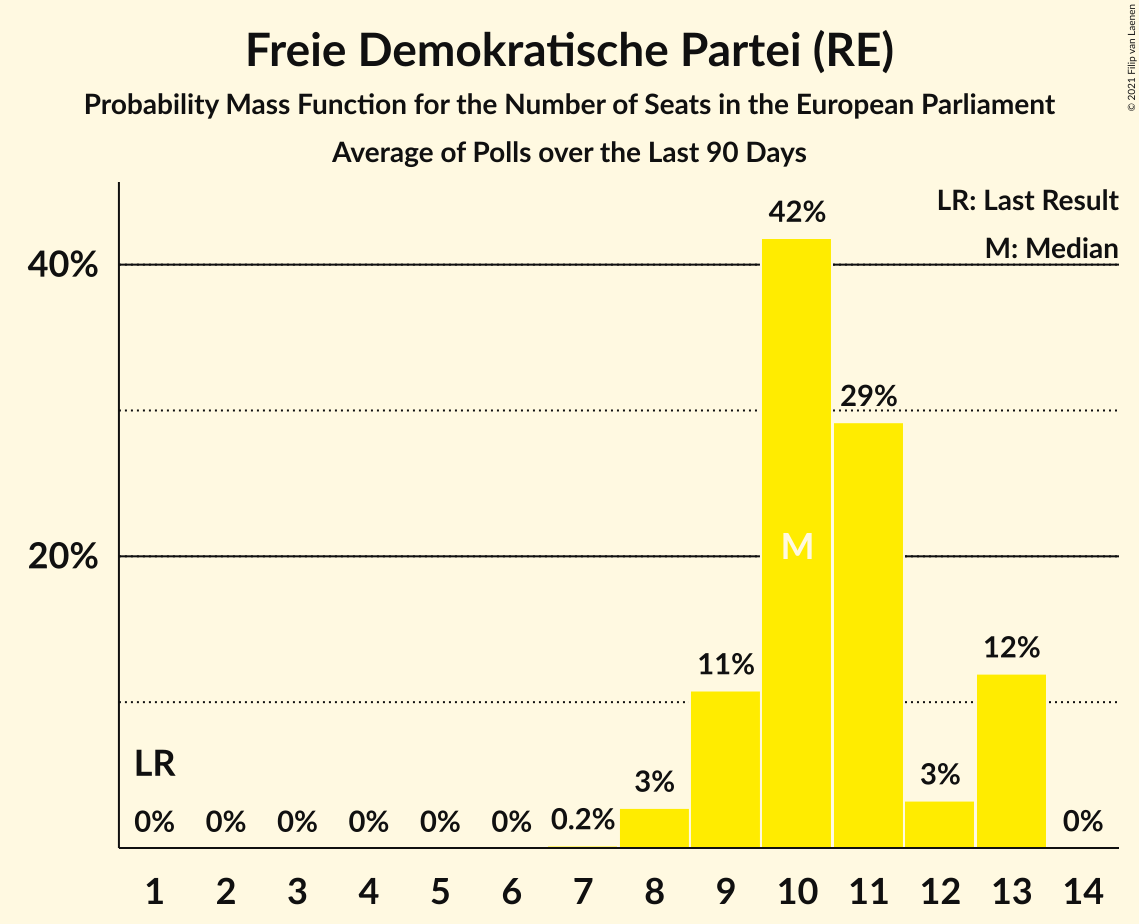 Freie Demokratische Partei (RE)
Probability Mass Function for the Number of Seats in the European Parliament
Average of Polls over the Last 90 Days
© 2021 Filip van Laenen
LR: Last Result
M: Median
42%
40%
29%
20%
M
12%
11%
LR
3%
3%
0% 0% 0% 0% 0% 0% 0.2% 0%
1 2 3 4 5 6 7 8 9 10 11 12 13 14